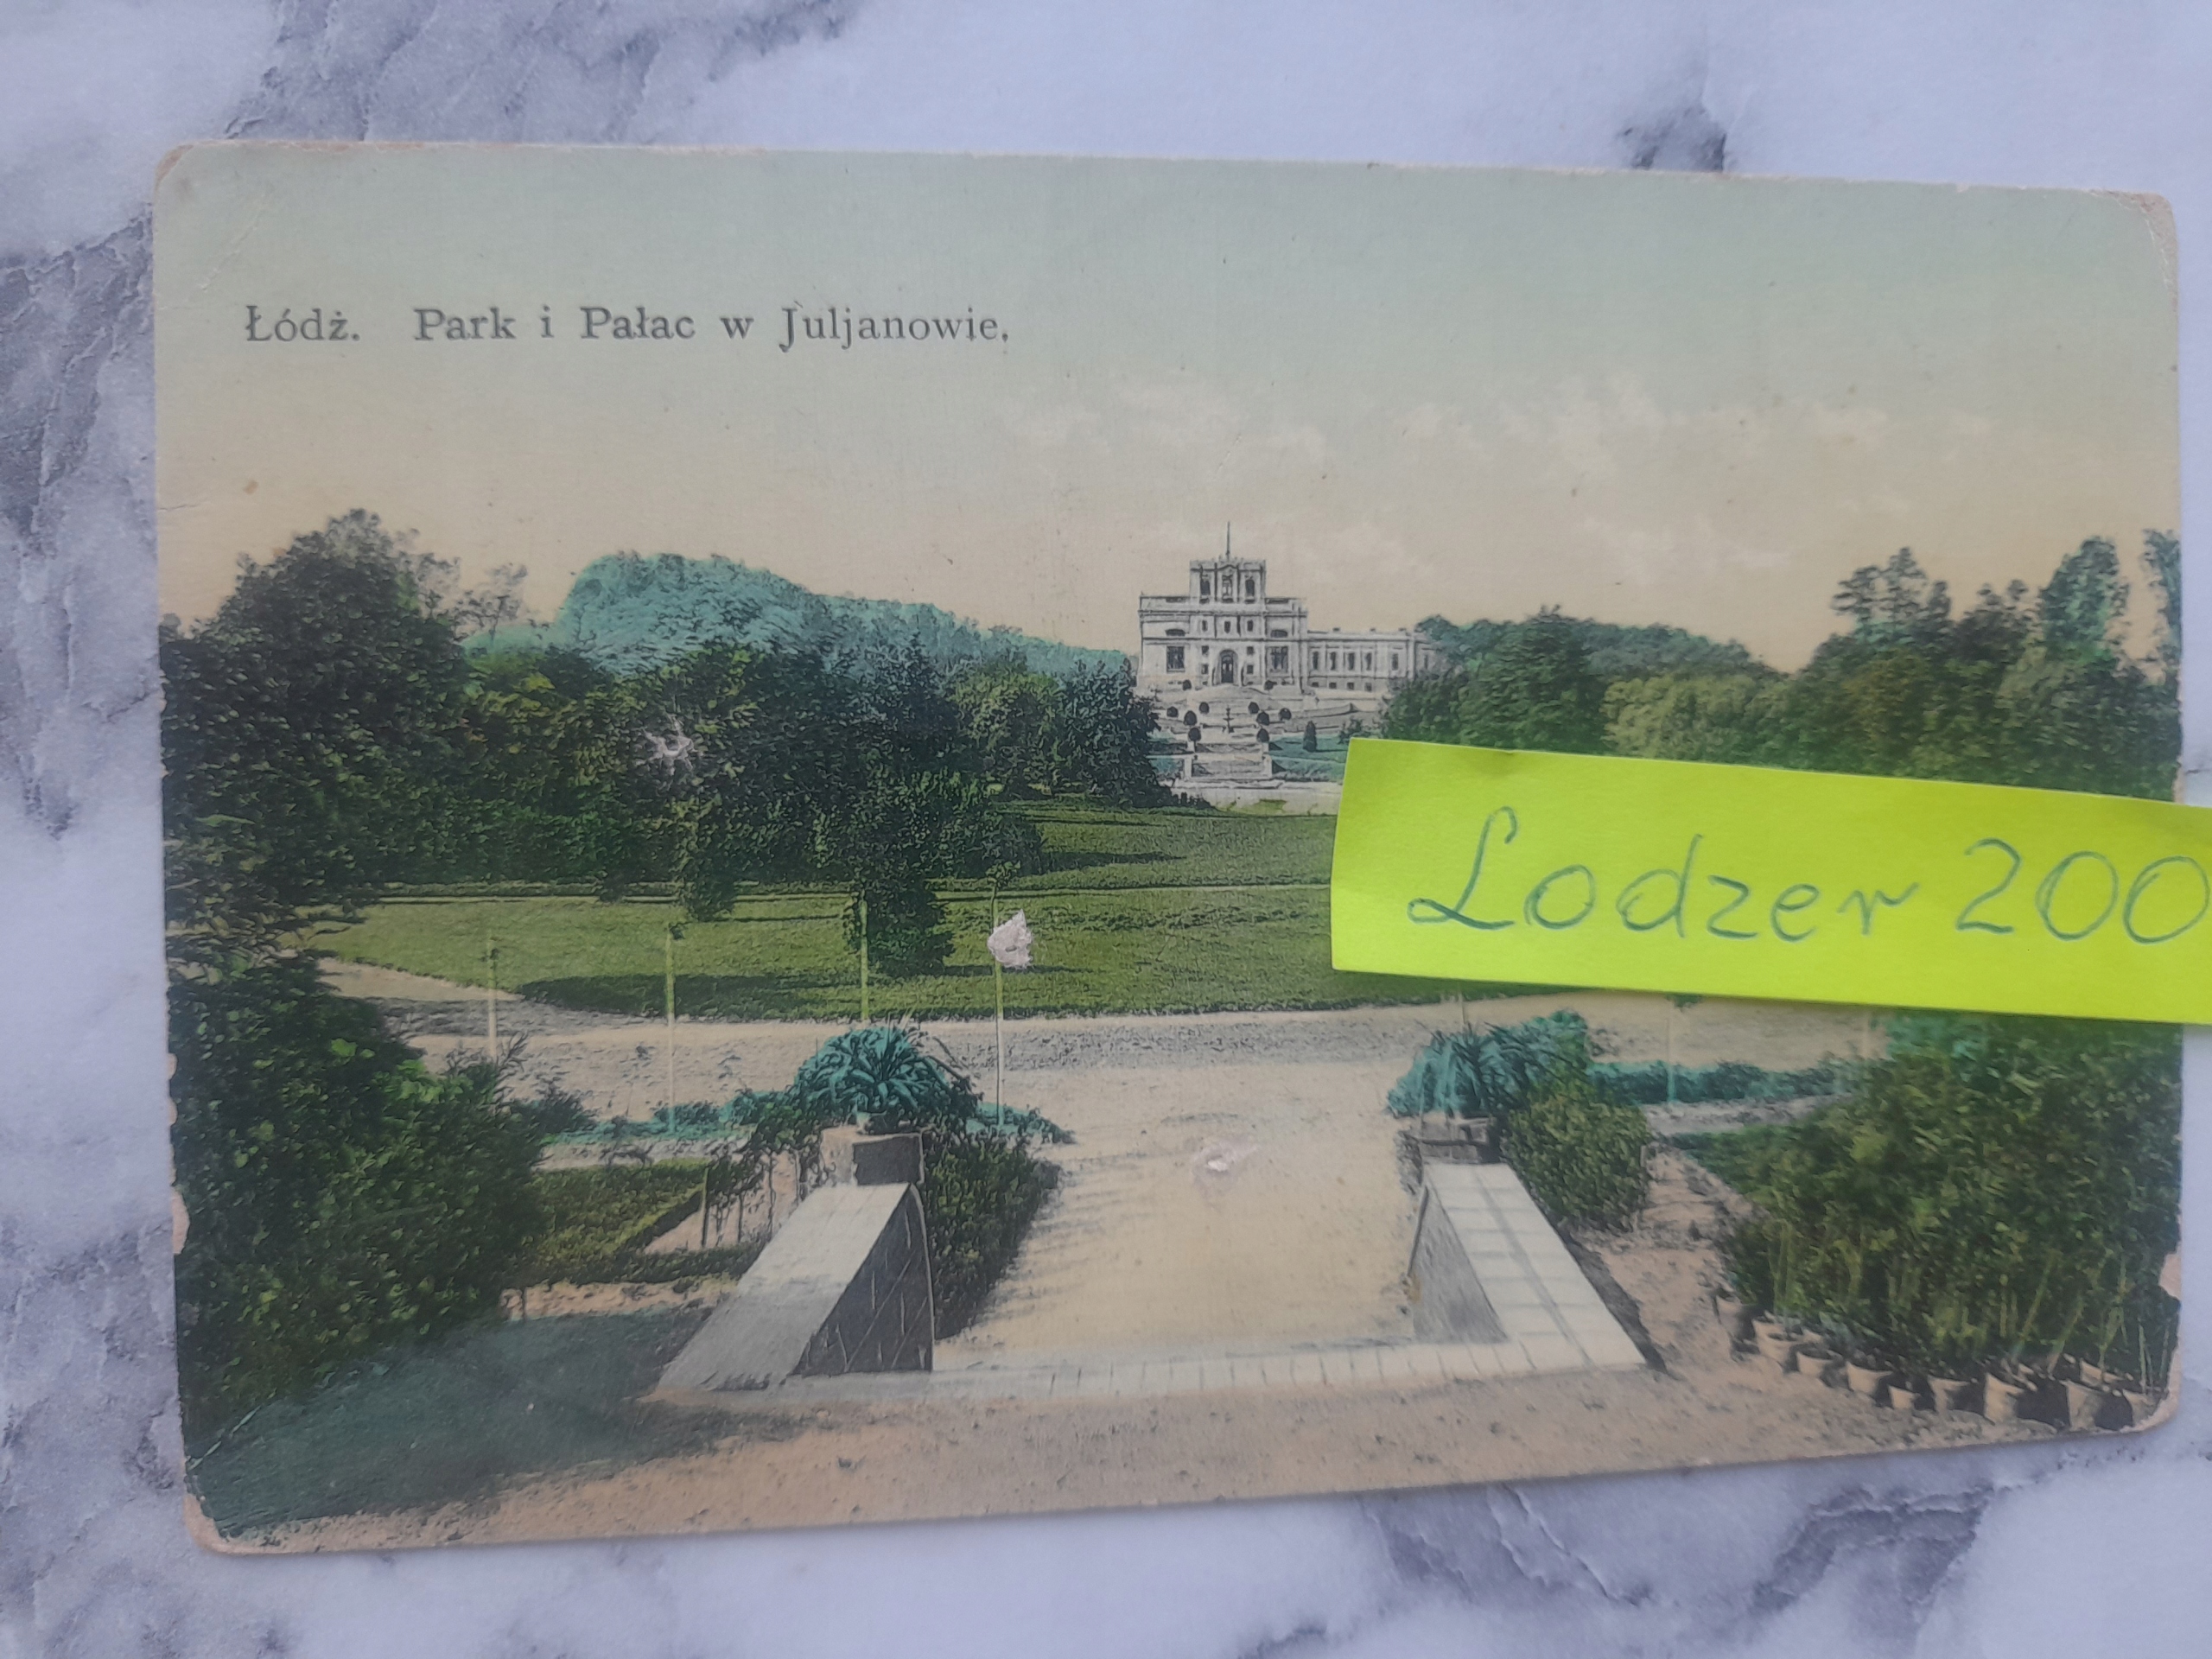 Łódż. Park i Pałac w Juljanowie.
Lodzer 200